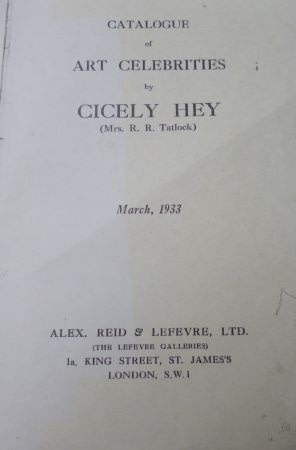 CATALOGUE
of
ART CELEBRITIES
by
CICELY HEY
(Mrs. R. R. Tatlock)
March, 1933
ALEX. REID & LEFEVRE, LTD.
(THE LEFEVRE GALLERIES)
1a, KING STREET, ST. JAMES'S
LONDON, S.W.1